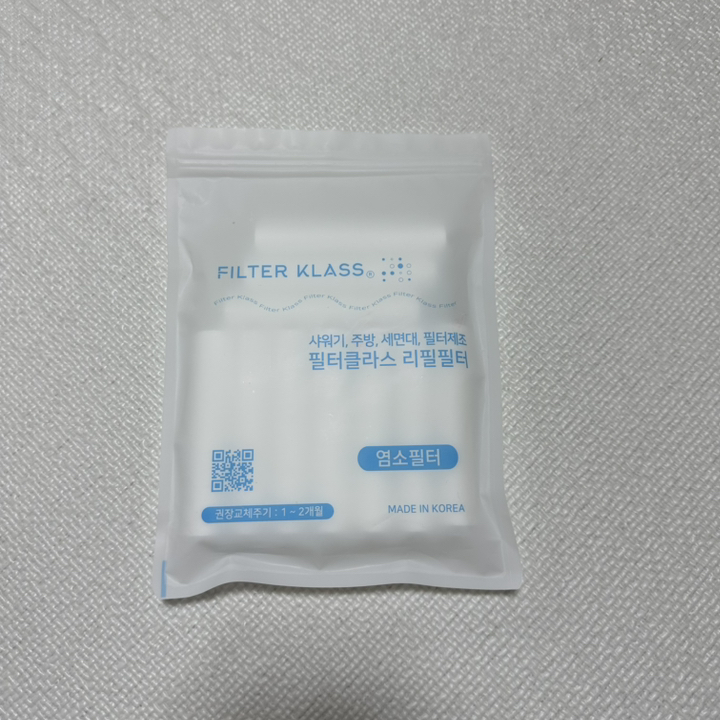 FILTER KLASS®
Filter Klass Filter Klass Filter Klass Filter Klass Filter Klass Filter
샤워기, 주방, 세면대, 필터제조
필터클라스 리필필터
염소필터
권장교체주기 : 1 ~ 2개월
MADE IN KOREA